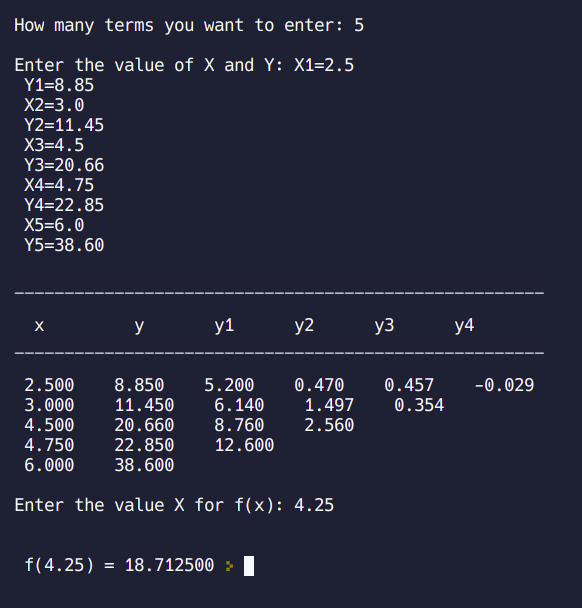 How many terms you want to enter: 5
Enter the value of X and Y: X1=2.5
Y1=8.85
X2=3.0
Y2=11.45
X3=4.5
Y3=20.66
X4=4.75
Y4=22.85
X5=6.0
Y5=38.60
x y y1 y2 y3 y4
2.500 8.850 5.200 0.470 0.457 -0.029
3.000 11.450 6.140 1.497 0.354
4.500 20.660 8.760 2.560
4.750 22.850 12.600
6.000 38.600
Enter the value X for f(x): 4.25
f(4.25) = 18.712500